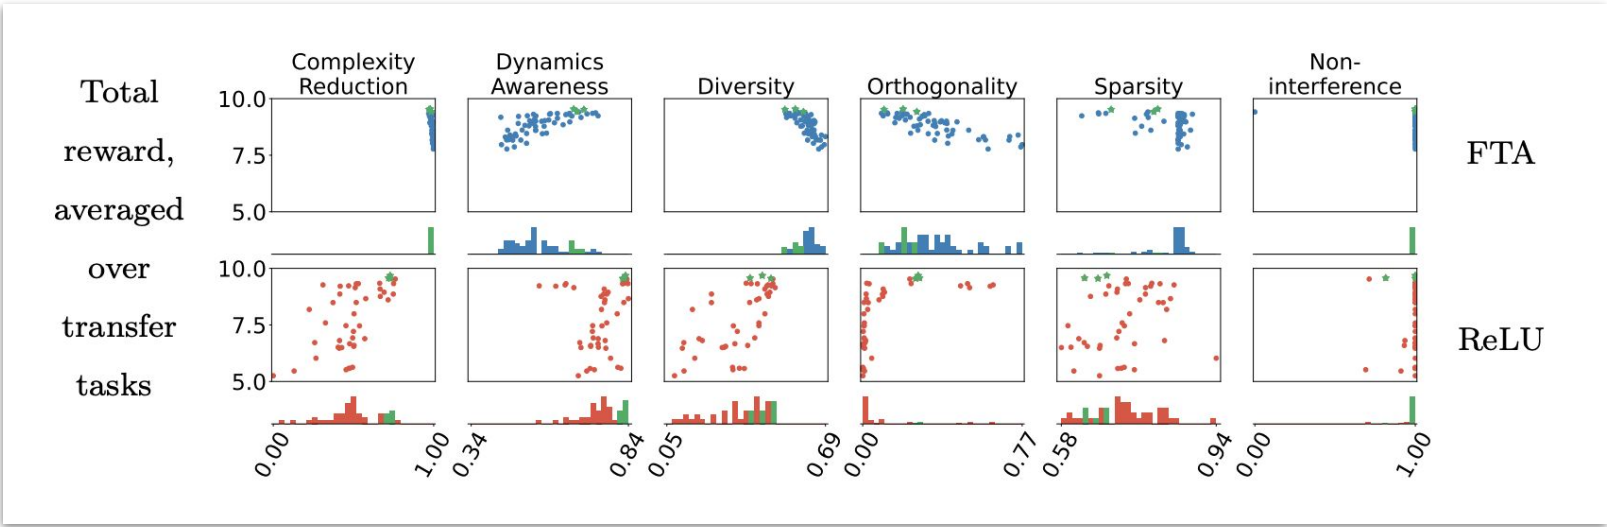 Total
reward,
averaged
over
transfer
tasks
Complexity
Reduction
Dynamics
Awareness
Diversity
Orthogonality
Sparsity
Non-
interference
10.0
7.5
5.0
FTA
10.0
7.5
5.0
ReLU
0.00
1.00
0.34
0.84
0.05
0.69
0.00
0.77
0.58
0.94
0.00
1.00